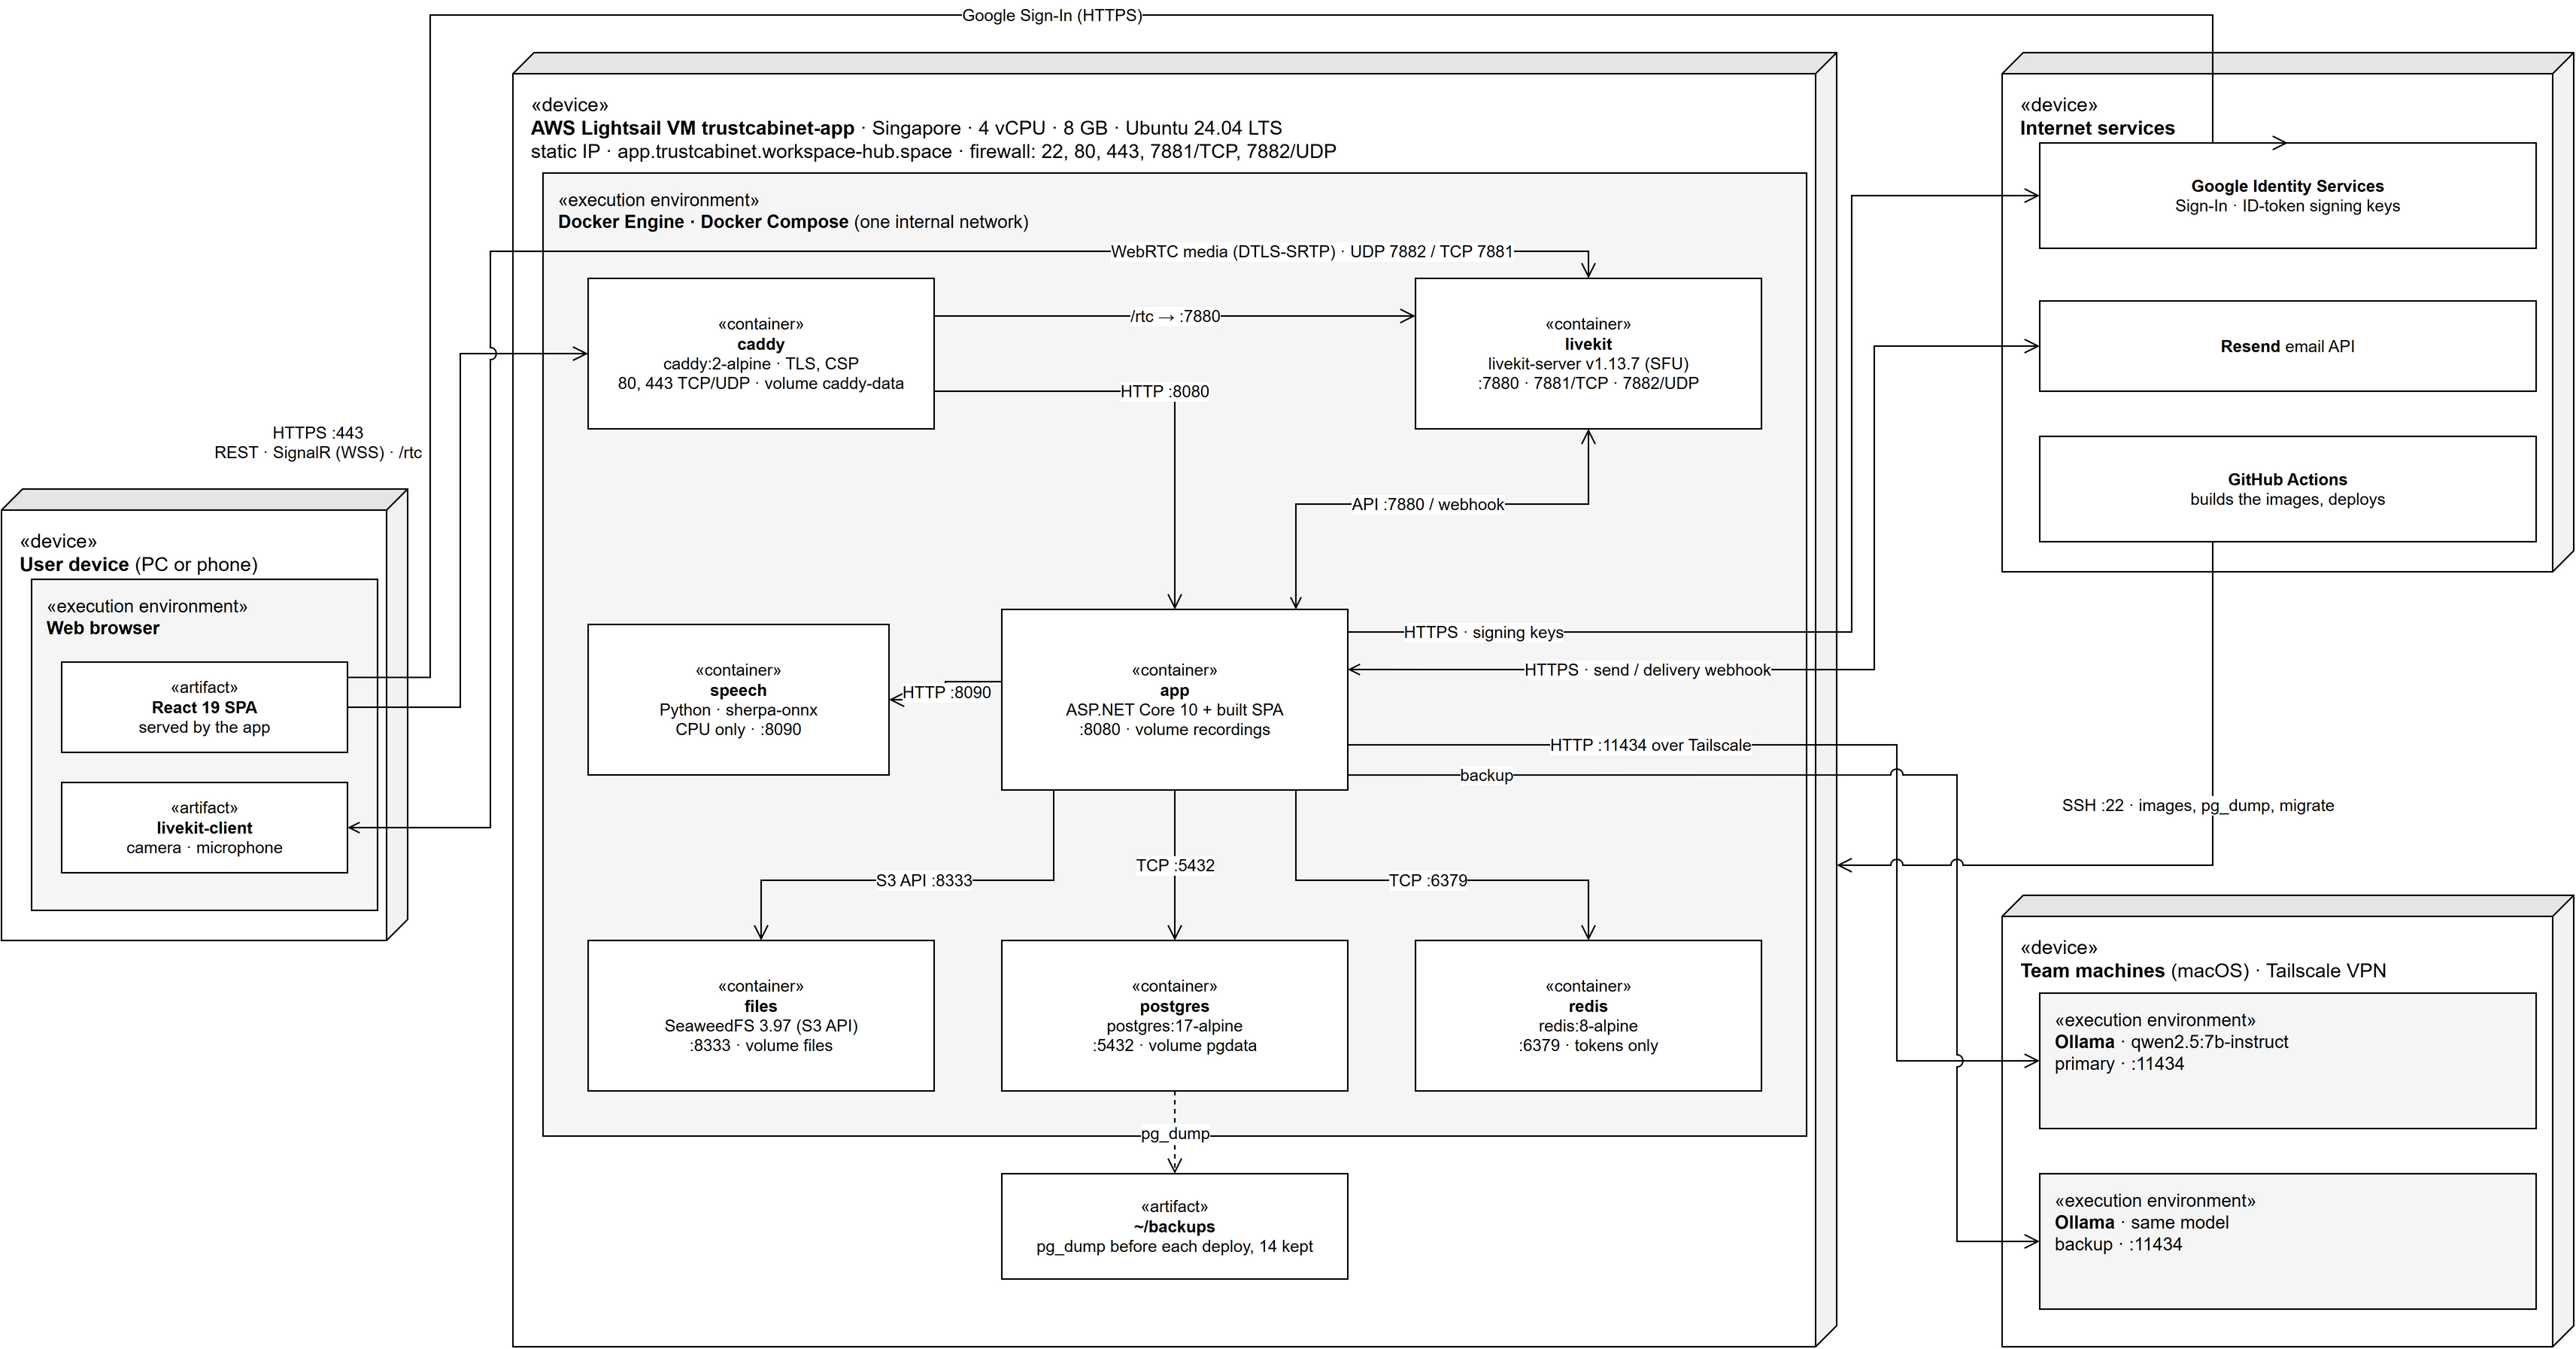 Google Sign-In (HTTPS)
«device»
AWS Lightsail VM trustcabinet-app · Singapore · 4 vCPU · 8 GB · Ubuntu 24.04 LTS
static IP · app.trustcabinet.workspace-hub.space · firewall: 22, 80, 443, 7881/TCP, 7882/UDP
«execution environment»
Docker Engine · Docker Compose (one internal network)
WebRTC media (DTLS-SRTP) · UDP 7882 / TCP 7881
«container»
caddy
caddy:2-alpine · TLS, CSP
80, 443 TCP/UDP · volume caddy-data
/rtc → :7880
HTTP :8080
«container»
livekit
livekit-server v1.13.7 (SFU)
:7880 · 7881/TCP · 7882/UDP
API :7880 / webhook
HTTPS :443
REST · SignalR (WSS) · /rtc
«device»
User device (PC or phone)
«execution environment»
Web browser
«artifact»
React 19 SPA
served by the app
«artifact»
livekit-client
camera · microphone
«container»
speech
Python · sherpa-onnx
CPU only · :8090
HTTP :8090
«container»
app
ASP.NET Core 10 + built SPA
:8080 · volume recordings
HTTPS · signing keys
HTTPS · send / delivery webhook
HTTP :11434 over Tailscale
backup
S3 API :8333
TCP :5432
TCP :6379
«container»
files
SeaweedFS 3.97 (S3 API)
:8333 · volume files
«container»
postgres
postgres:17-alpine
:5432 · volume pgdata
«container»
redis
redis:8-alpine
:6379 · tokens only
pg_dump
«artifact»
~/backups
pg_dump before each deploy, 14 kept
«device»
Internet services
Google Identity Services
Sign-In · ID-token signing keys
Resend email API
GitHub Actions
builds the images, deploys
SSH :22 · images, pg_dump, migrate
«device»
Team machines (macOS) · Tailscale VPN
«execution environment»
Ollama · qwen2.5:7b-instruct
primary · :11434
«execution environment»
Ollama · same model
backup · :11434